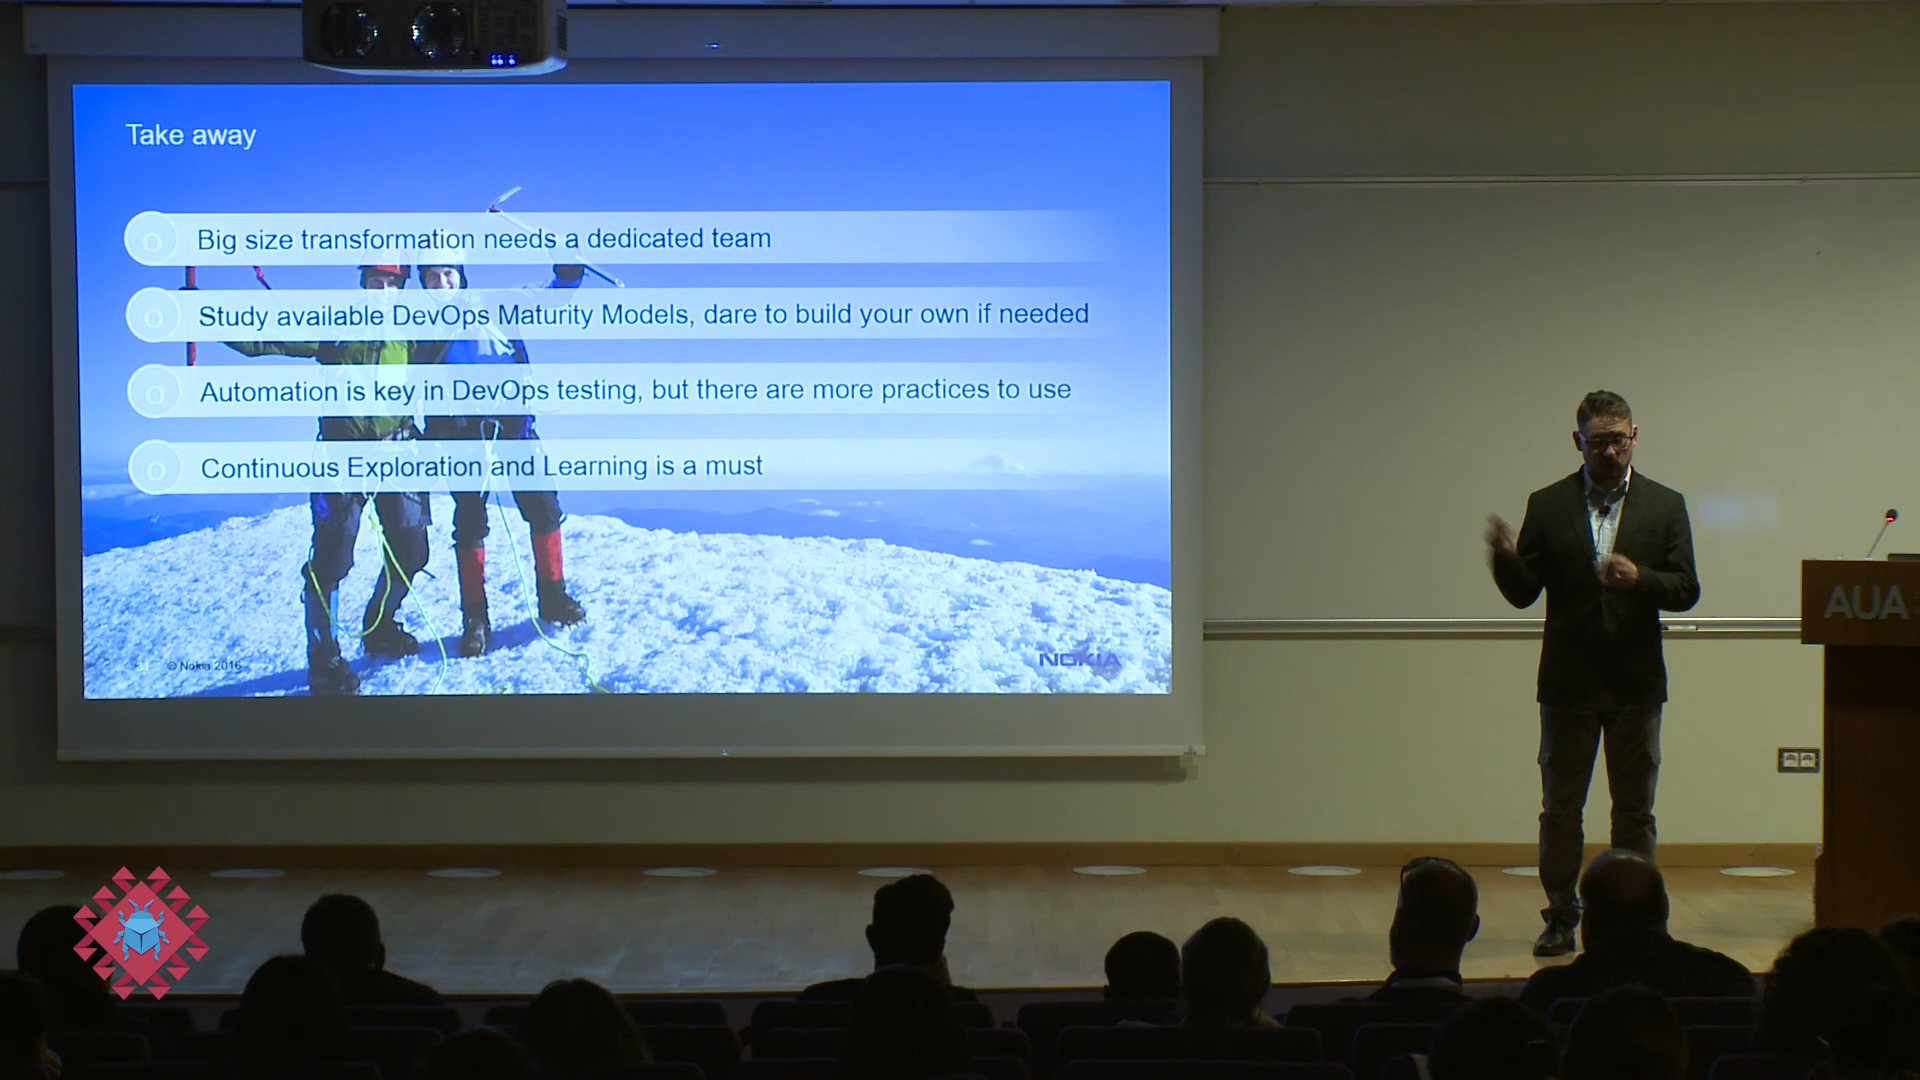 Take away
o Big size transformation needs a dedicated team
o Study available DevOps Maturity Models, dare to build your own if needed
o Automation is key in DevOps testing, but there are more practices to use
o Continuous Exploration and Learning is a must
© Nokia 2016
NOKIA
AUA